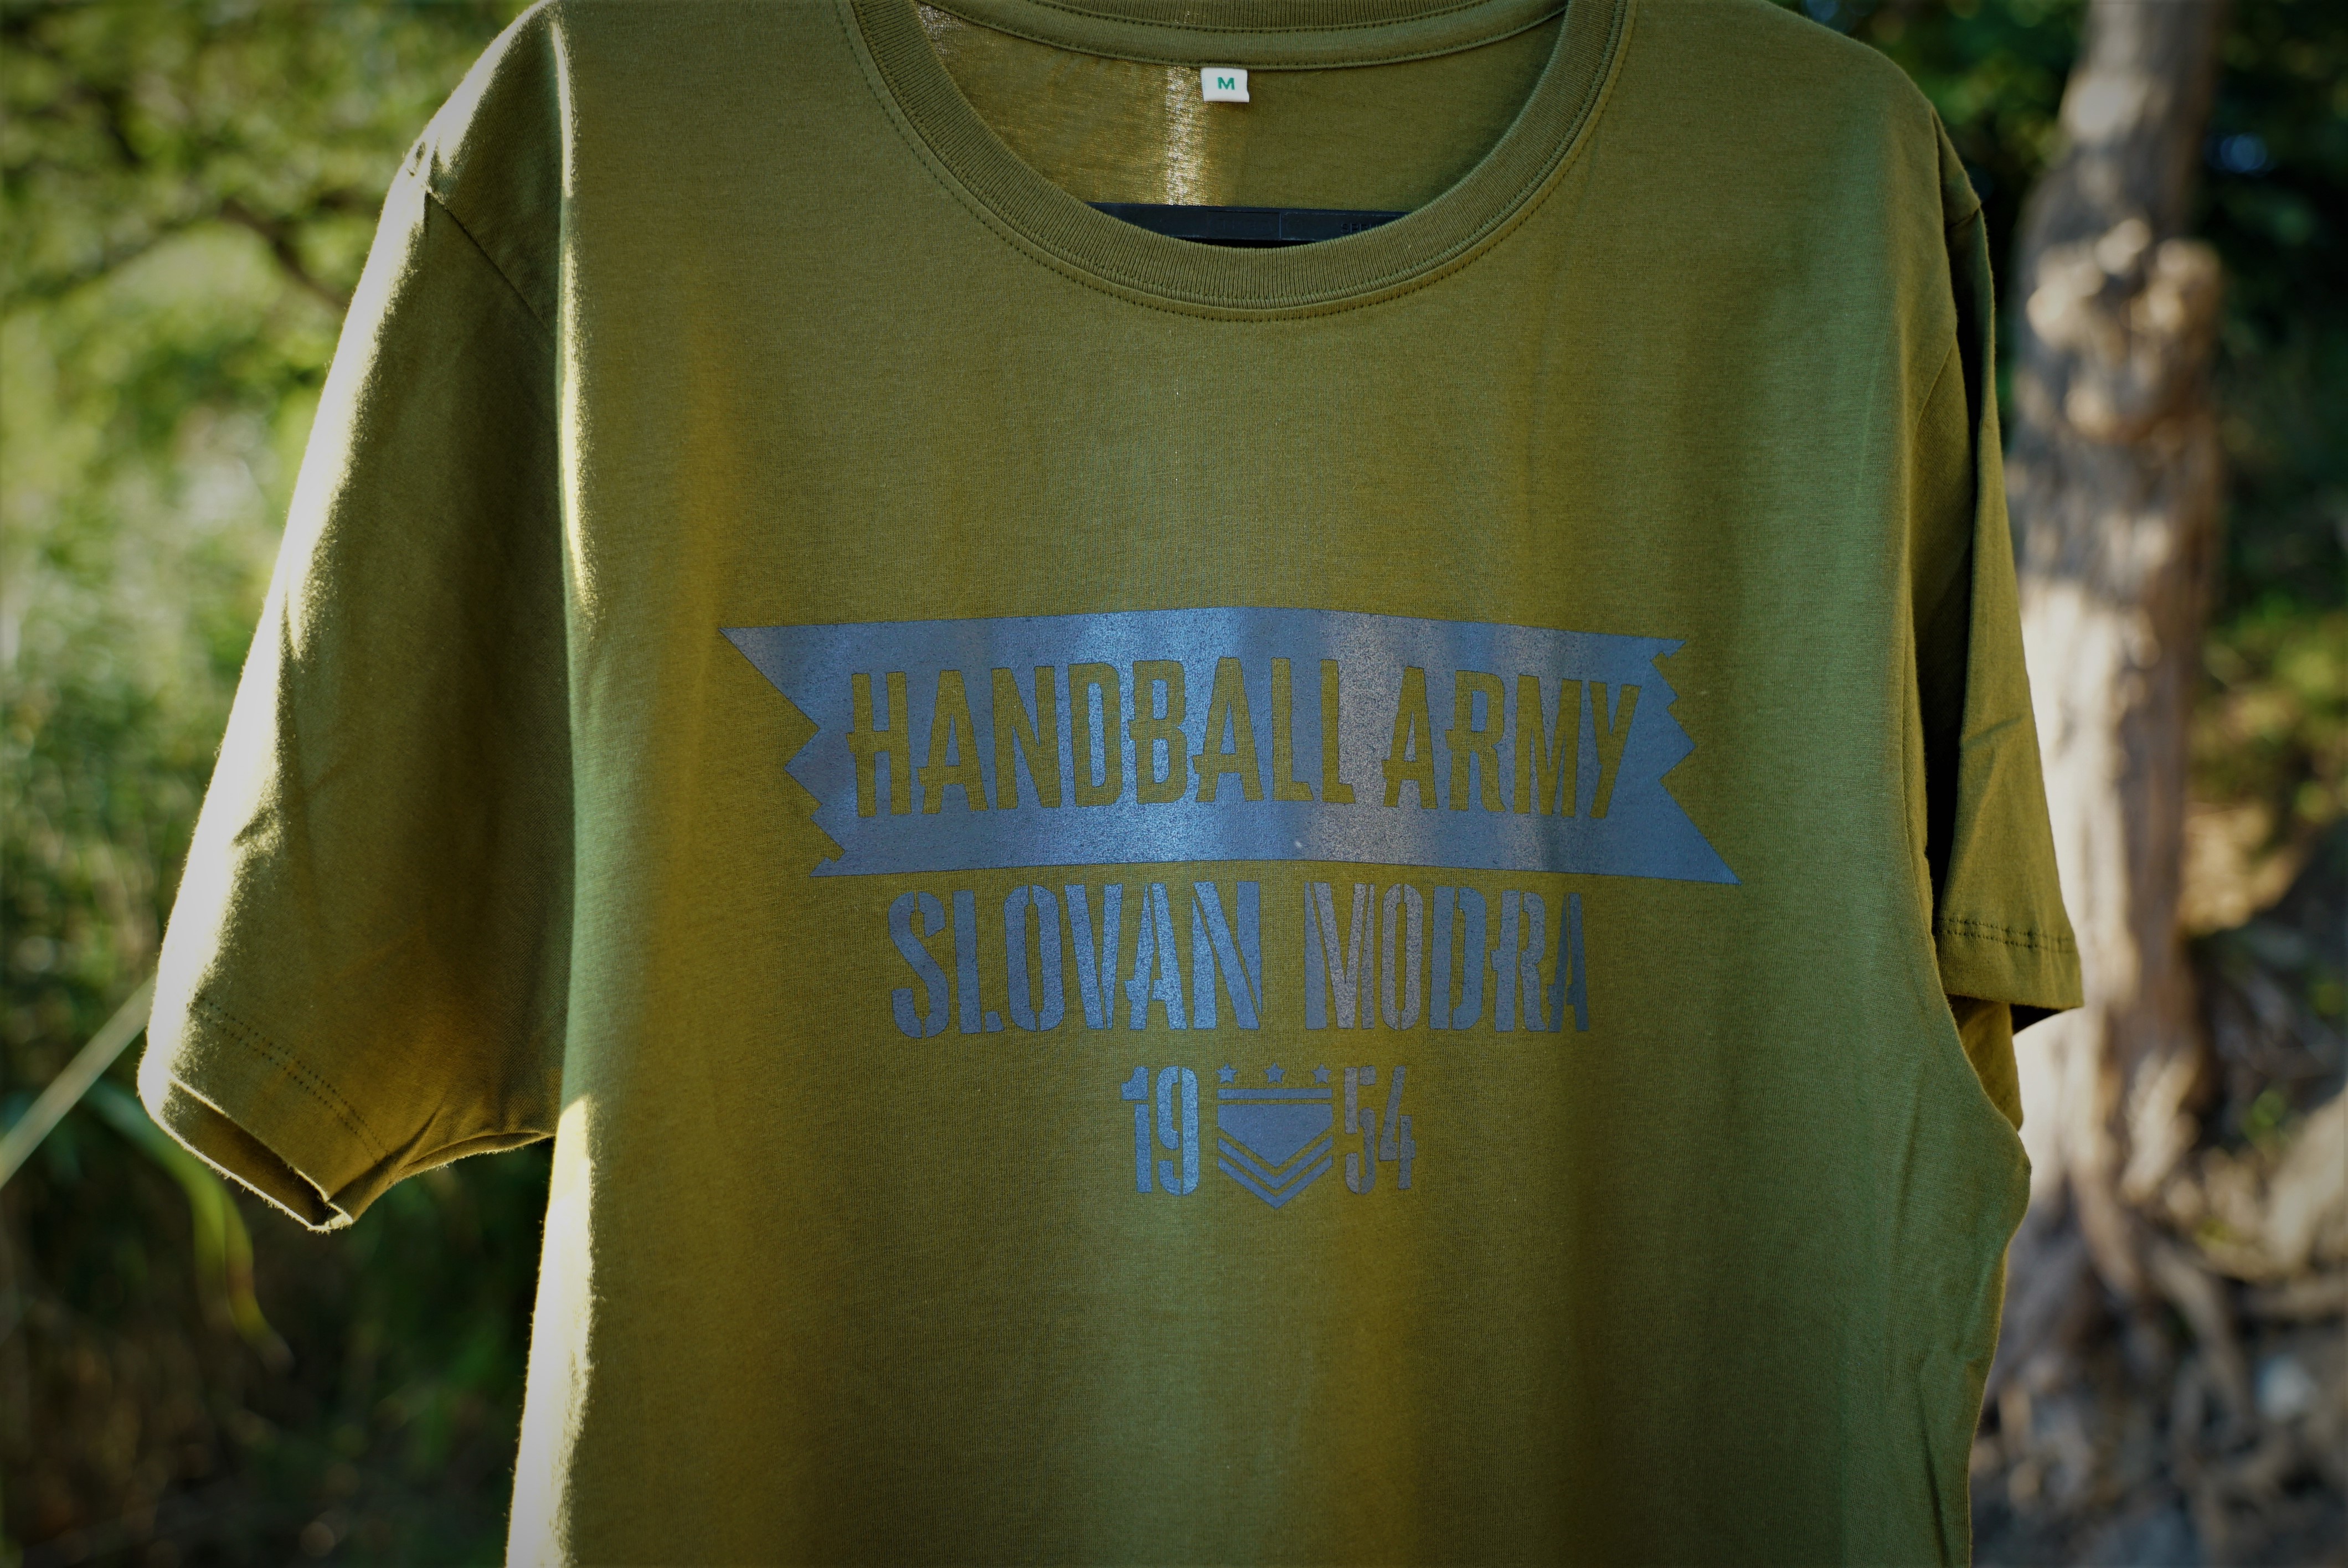 M
HANDBALL ARMY
SLOVAN MODRA
19 54